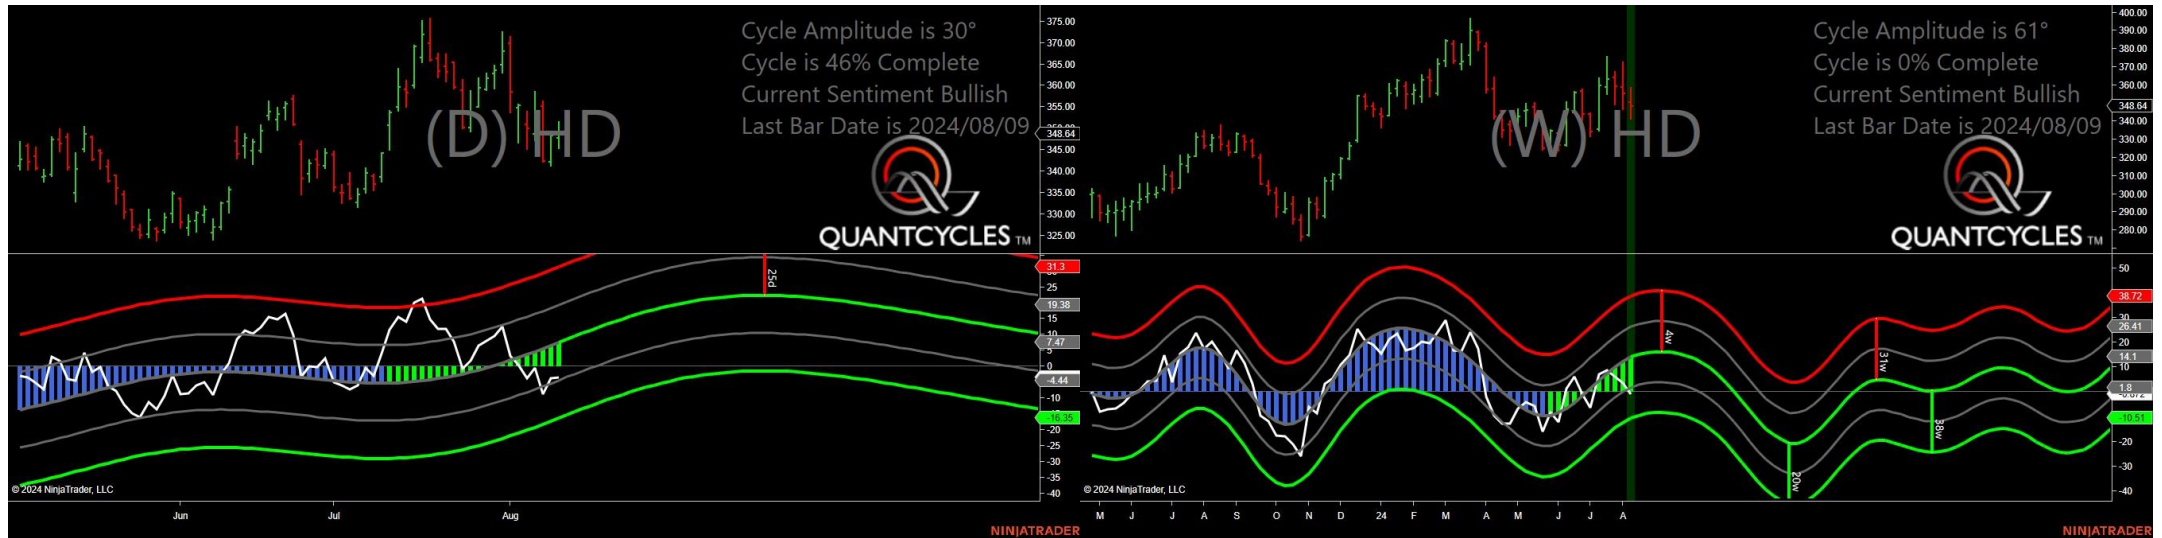 Cycle Amplitude is 30°
Cycle is 46% Complete
Current Sentiment Bullish
Last Bar Date is 2024/08/09
(D) HD
QUANTCYCLES TM
375.00
370.00
365.00
360.00
355.00
348.64
345.00
340.00
335.00
330.00
325.00
25d
31.3
25
19.38
15
10
7.47
5
0
-4.44
-10
-16.35
-20
-25
-30
-35
-40
© 2024 NinjaTrader, LLC
Jun Jul Aug
NINJATRADER
Cycle Amplitude is 61°
Cycle is 0% Complete
Current Sentiment Bullish
Last Bar Date is 2024/08/09
(W) HD
QUANTCYCLES TM
400.00
390.00
380.00
370.00
360.00
348.64
340.00
330.00
320.00
310.00
300.00
290.00
280.00
4w
31w
20w
38w
50
38.72
30
26.41
20
14.1
10
1.8
-10.51
-20
-30
-40
© 2024 NinjaTrader, LLC
M J J A S O N D 24 F M A M J J A
NINJATRADER